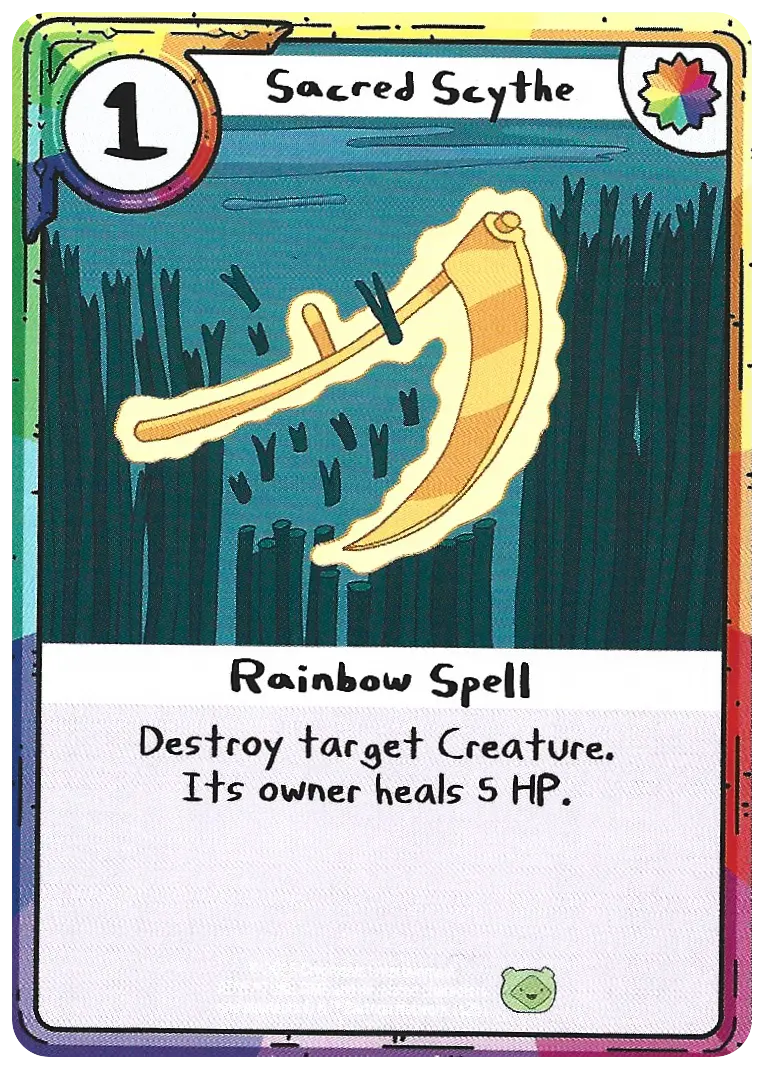 1
Sacred Scythe
Rainbow Spell
Destroy target Creature.
Its owner heals 5 HP.